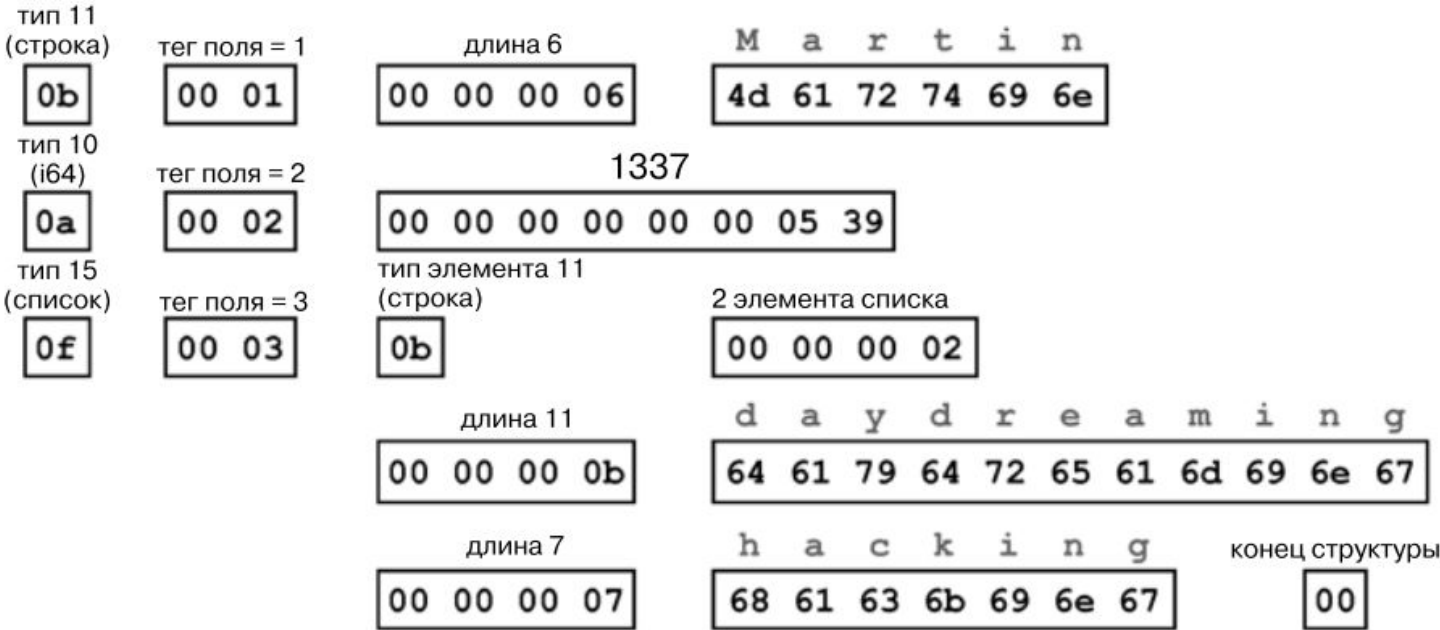 тип 11
(строка) тег поля = 1 длина 6 M a r t i n
0b 00 01 00 00 00 06 4d 61 72 74 69 6e
тип 10
(i64) тег поля = 2 1337
0a 00 02 00 00 00 00 00 00 05 39
тип 15 тип элемента 11
(список) тег поля = 3 (строка) 2 элемента списка
0f 00 03 0b 00 00 00 02
длина 11 d a y d r e a m i n g
00 00 00 0b 64 61 79 64 72 65 61 6d 69 6e 67
длина 7 h a c k i n g конец структуры
00 00 00 07 68 61 63 6b 69 6e 67 00